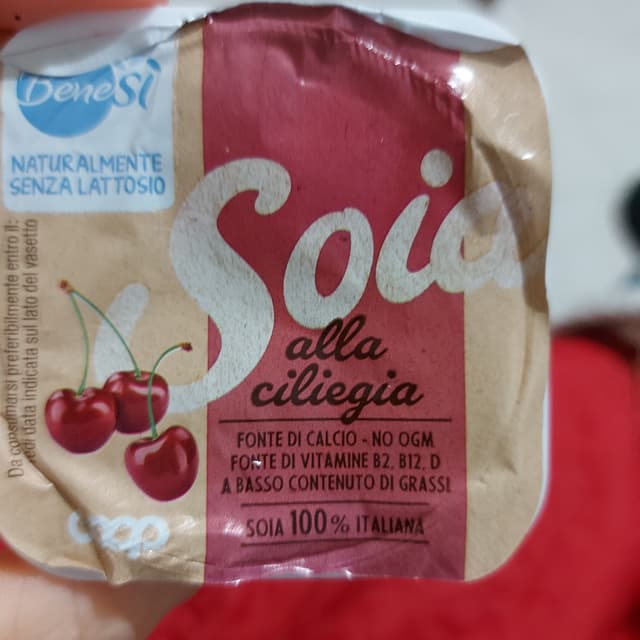 Bene Sì
NATURALMENTE
SENZA LATTOSIO
Soia
alla
ciliegia
FONTE DI CALCIO - NO OGM
FONTE DI VITAMINE B2, B12, D
A BASSO CONTENUTO DI GRASSI
SOIA 100% ITALIANA
coop
Da consumarsi preferibilmente entro il:
vedi data indicata sul lato del vasetto